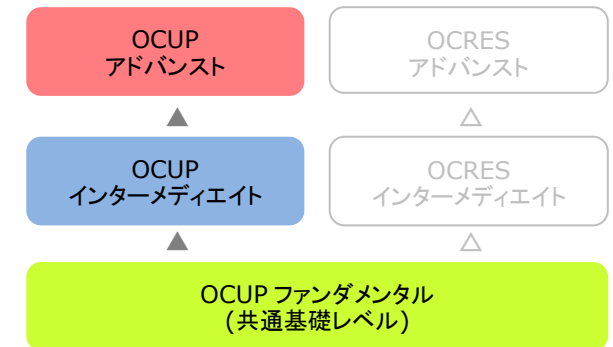 OCUP
アドバンスト
OCRES
アドバンスト
OCUP
インターメディエイト
OCRES
インターメディエイト
OCUP ファンダメンタル
(共通基礎レベル)